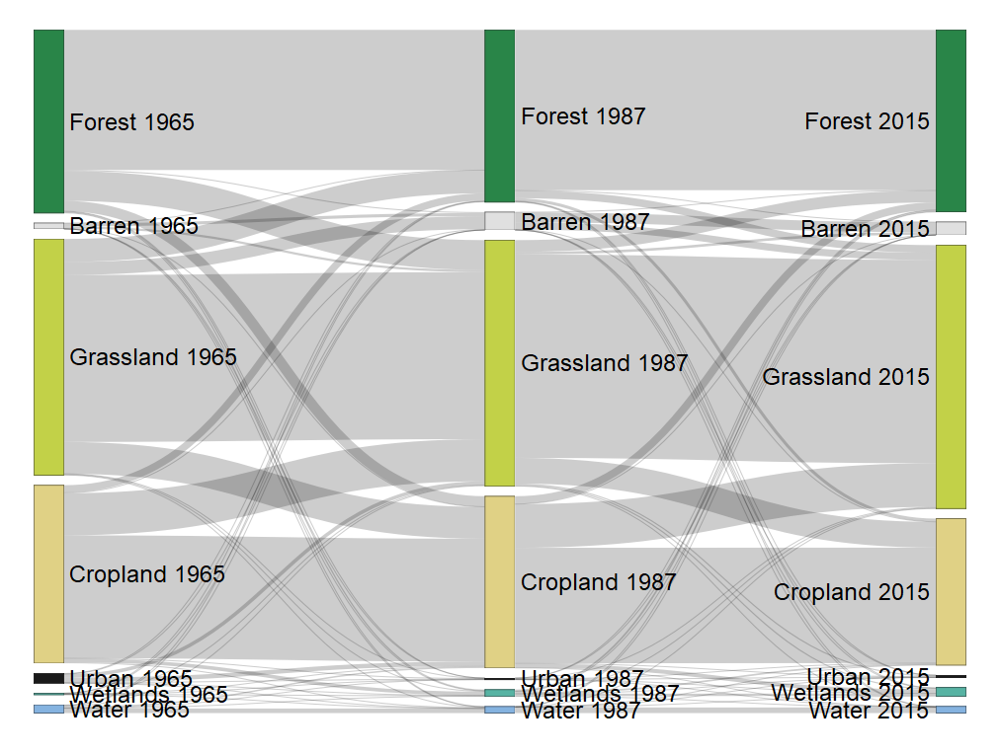 Forest 1965
Barren 1965
Grassland 1965
Cropland 1965
Urban 1965
Wetlands 1965
Water 1965
Forest 1987
Barren 1987
Grassland 1987
Cropland 1987
Urban 1987
Wetlands 1987
Water 1987
Forest 2015
Barren 2015
Grassland 2015
Cropland 2015
Urban 2015
Wetlands 2015
Water 2015